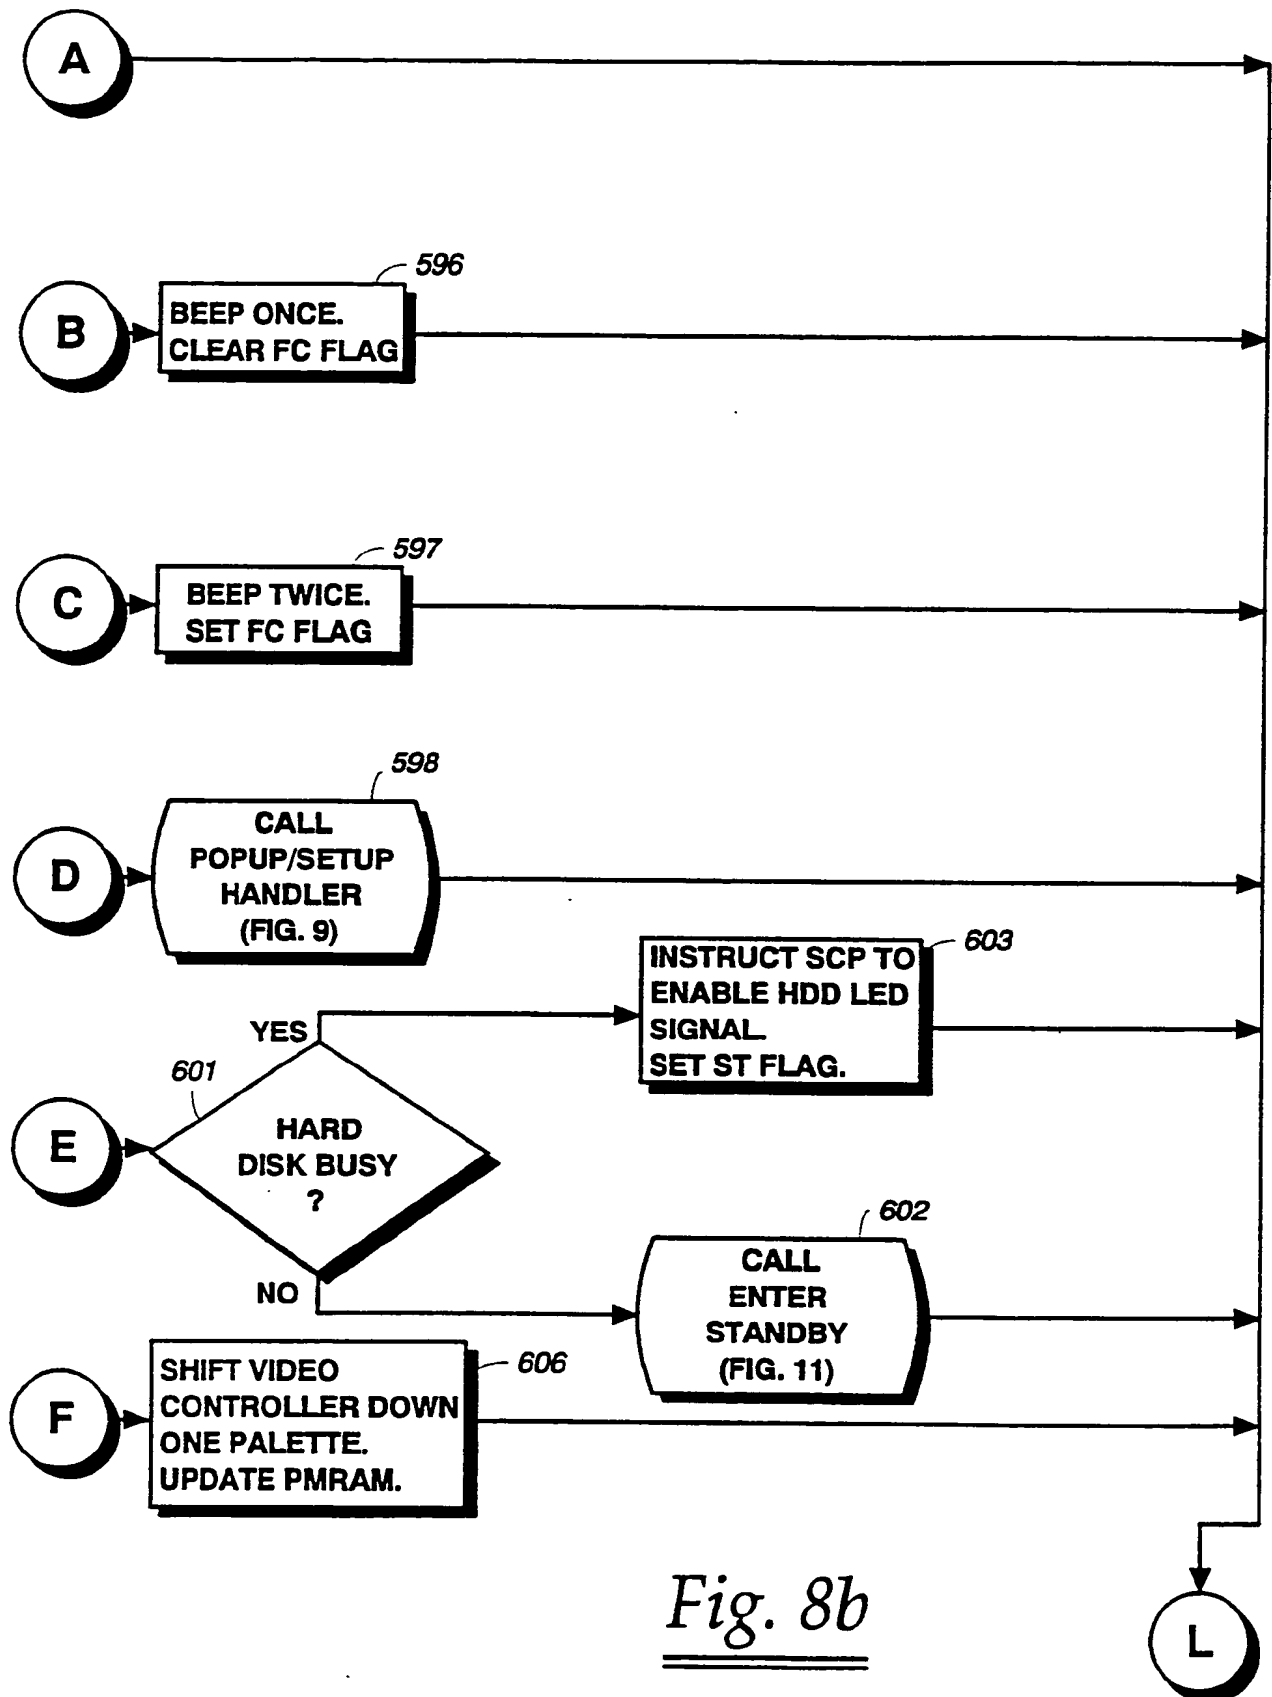 A
596
B
BEEP ONCE.
CLEAR FC FLAG
597
C
BEEP TWICE.
SET FC FLAG
598
D
CALL
POPUP/SETUP
HANDLER
(FIG. 9)
603
INSTRUCT SCP TO
ENABLE HDD LED
SIGNAL.
SET ST FLAG.
YES
601
E
HARD
DISK BUSY
?
NO
602
CALL
ENTER
STANDBY
(FIG. 11)
606
F
SHIFT VIDEO
CONTROLLER DOWN
ONE PALETTE.
UPDATE PMRAM.
Fig. 8b
L